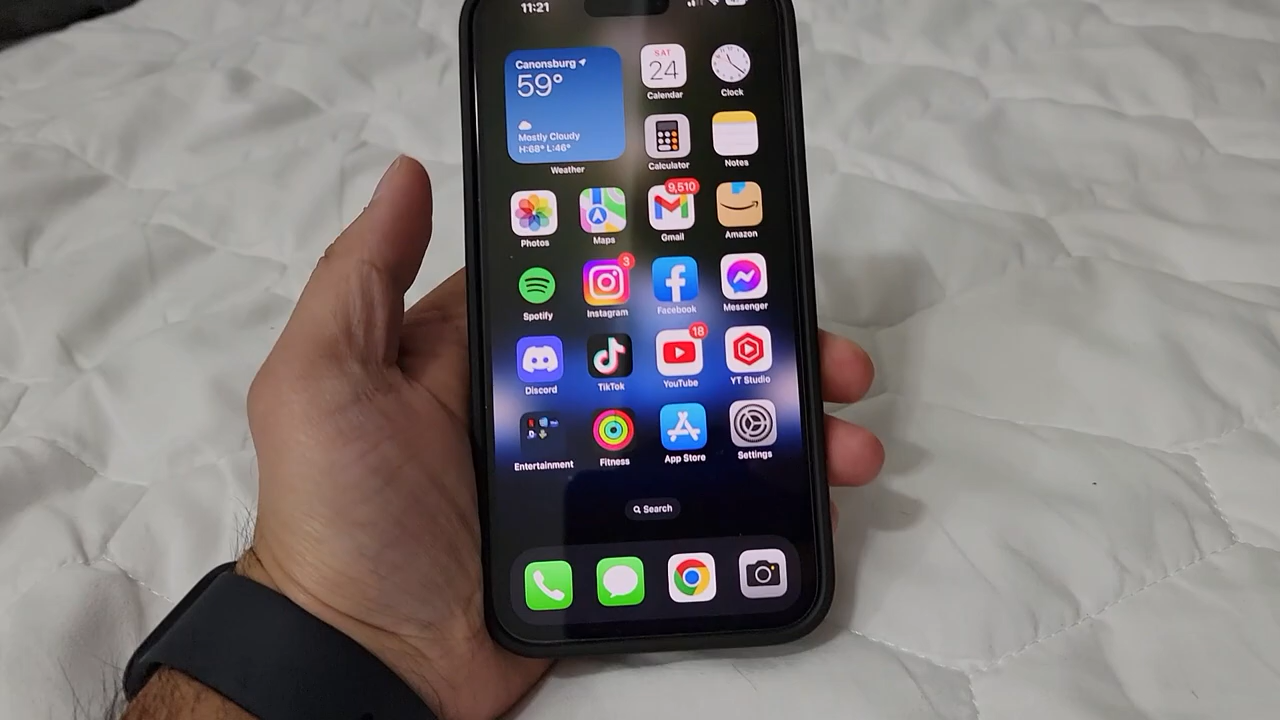 11:21
Canonsburg
59°
Mostly Cloudy
H:68° L:46°
Weather
SAT
24
Calendar
Clock
Calculator
Notes
Photos
Maps
9,510
Gmail
Amazon
Spotify
3
Instagram
Facebook
Messenger
Discord
TikTok
18
YouTube
YT Studio
Entertainment
Fitness
App Store
Settings
Search